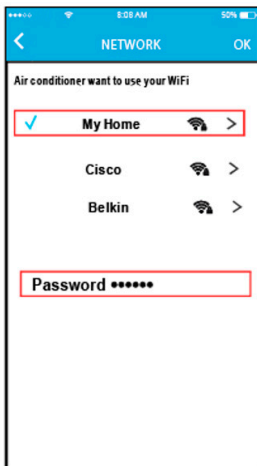 8:08 AM 50%
NETWORK OK
Air conditioner want to use your WiFi
My Home
Cisco
Belkin
Password ••••••